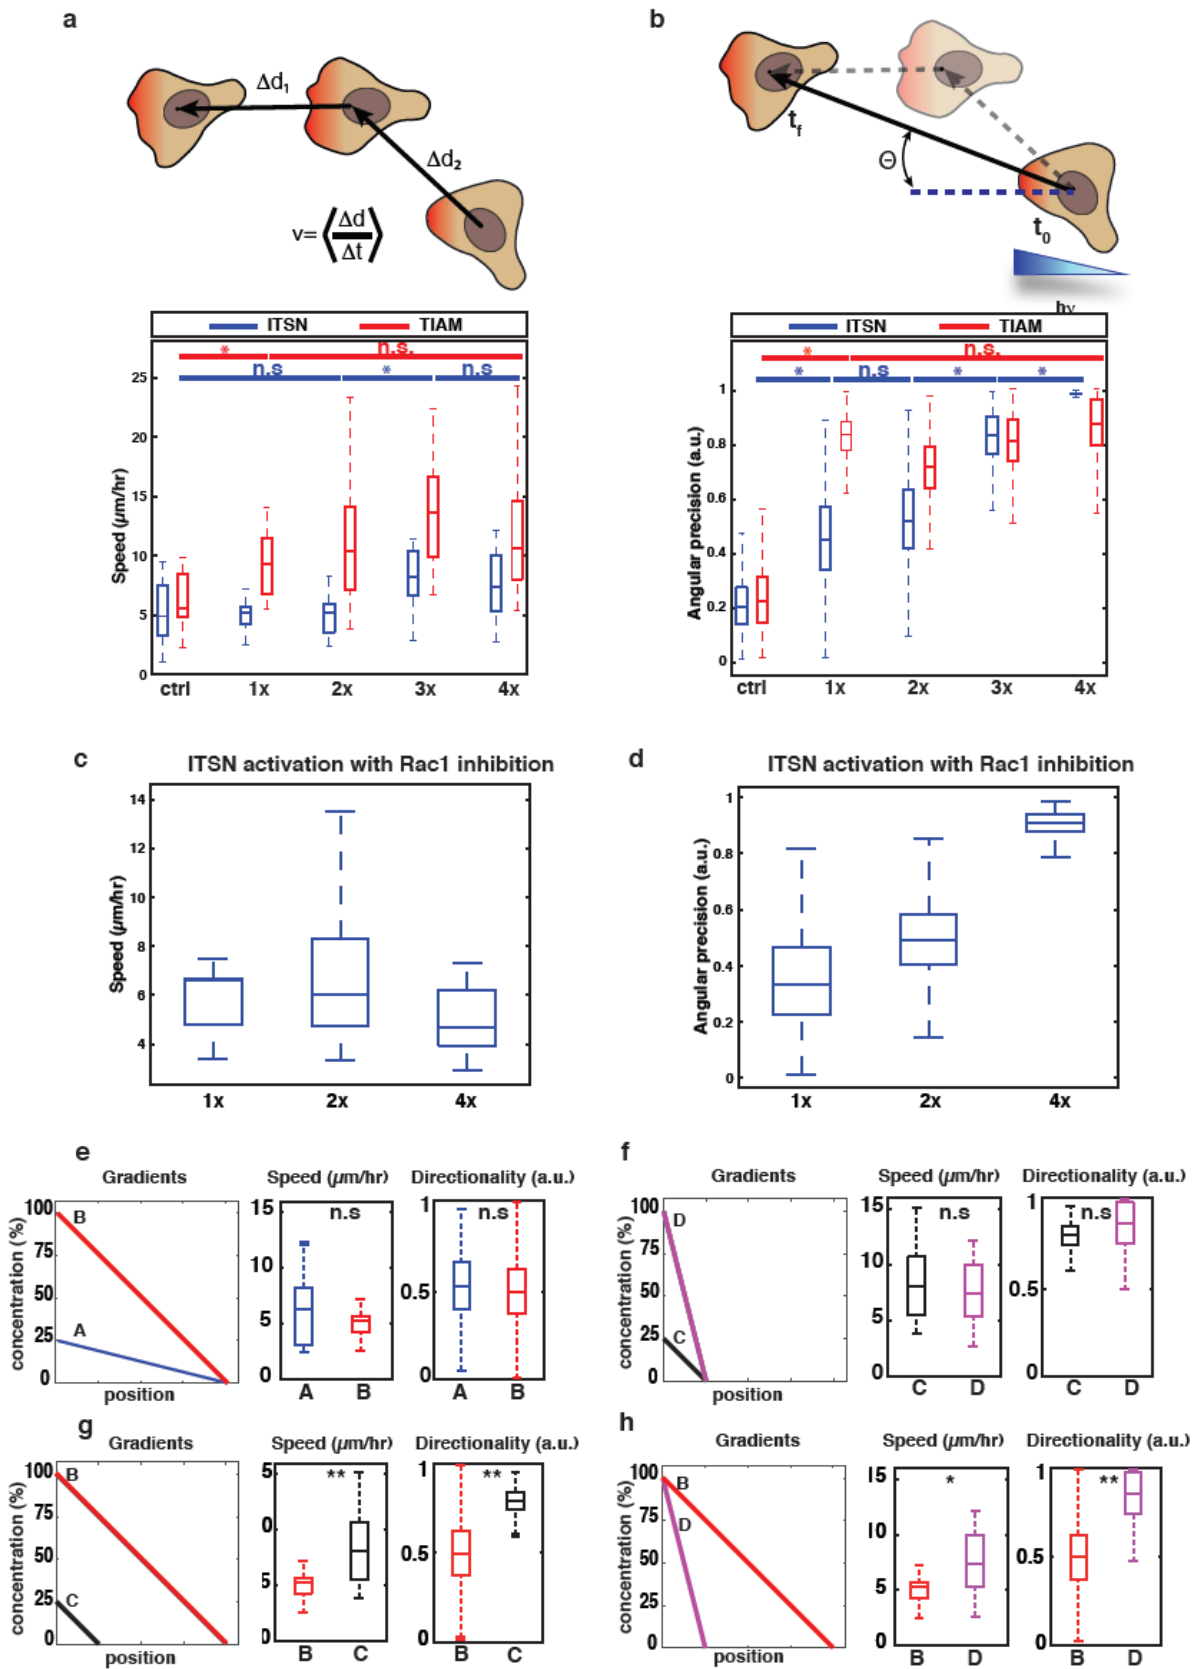 a
b
Δd₁
Δd₂
v=⟨Δd/Δt⟩
t_f
Θ
t₀
hν
ITSN TIAM
* n.s.
n.s * n.s
Speed (µm/hr)
25
20
15
10
5
0
ctrl 1x 2x 3x 4x
ITSN TIAM
* n.s.
* n.s * *
Angular precision (a.u.)
1
0.8
0.6
0.4
0.2
0
ctrl 1x 2x 3x 4x
c
ITSN activation with Rac1 inhibition
Speed (µm/hr)
14
12
10
8
6
4
1x 2x 4x
d
ITSN activation with Rac1 inhibition
Angular precision (a.u.)
1
0.8
0.6
0.4
0.2
0
1x 2x 4x
e
Gradients Speed (µm/hr) Directionality (a.u.)
concentration (%)
100
75
50
25
0
B
A
position
15
10
5
0
n.s
A B
1
0.5
0
n.s
A B
f
Gradients Speed (µm/hr) Directionality (a.u.)
concentration (%)
100
75
50
25
0
D
C
position
15
10
5
0
n.s
C D
1
0.5
0
n.s
C D
g
Gradients Speed (µm/hr) Directionality (a.u.)
concentration (%)
100
75
50
25
0
B
C
position
5
0
5
0
**
B C
1
0.5
0
**
B C
h
Gradients Speed (µm/hr) Directionality (a.u.)
concentration (%)
100
75
50
25
0
B
D
position
15
10
5
0
*
B D
1
0.5
0
**
B D